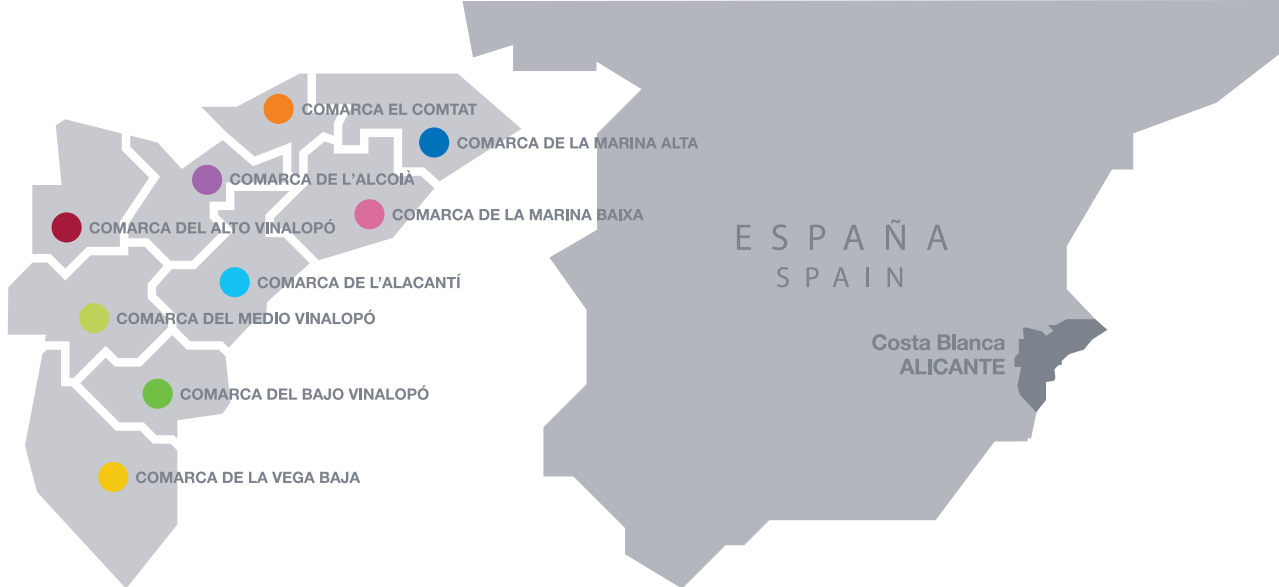 COMARCA EL COMTAT
COMARCA DE LA MARINA ALTA
COMARCA DE L'ALCOIÀ
COMARCA DE LA MARINA BAIXA
COMARCA DEL ALTO VINALOPÓ
COMARCA DE L'ALACANTÍ
COMARCA DEL MEDIO VINALOPÓ
COMARCA DEL BAJO VINALOPÓ
COMARCA DE LA VEGA BAJA
ESPAÑA
SPAIN
Costa Blanca
ALICANTE